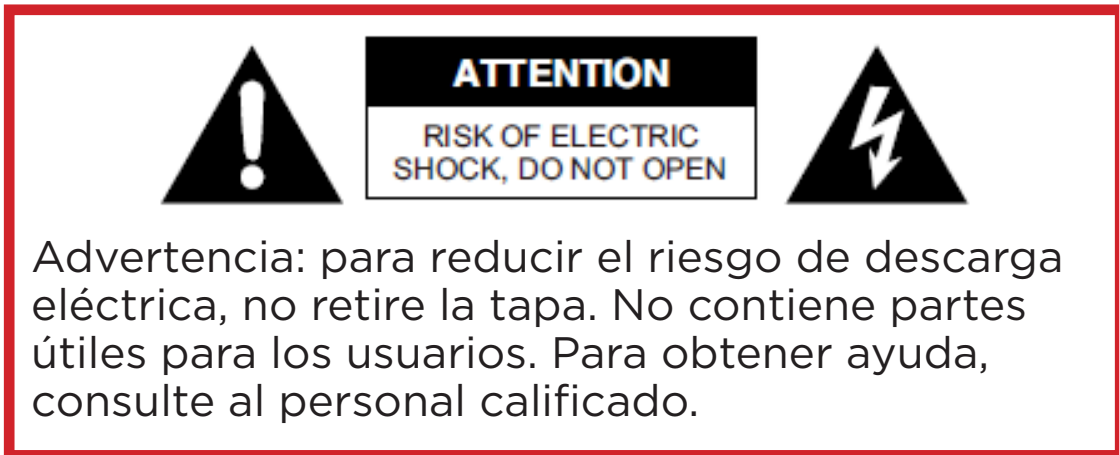 ATTENTION
RISK OF ELECTRIC
SHOCK, DO NOT OPEN
Advertencia: para reducir el riesgo de descarga
eléctrica, no retire la tapa. No contiene partes
útiles para los usuarios. Para obtener ayuda,
consulte al personal calificado.